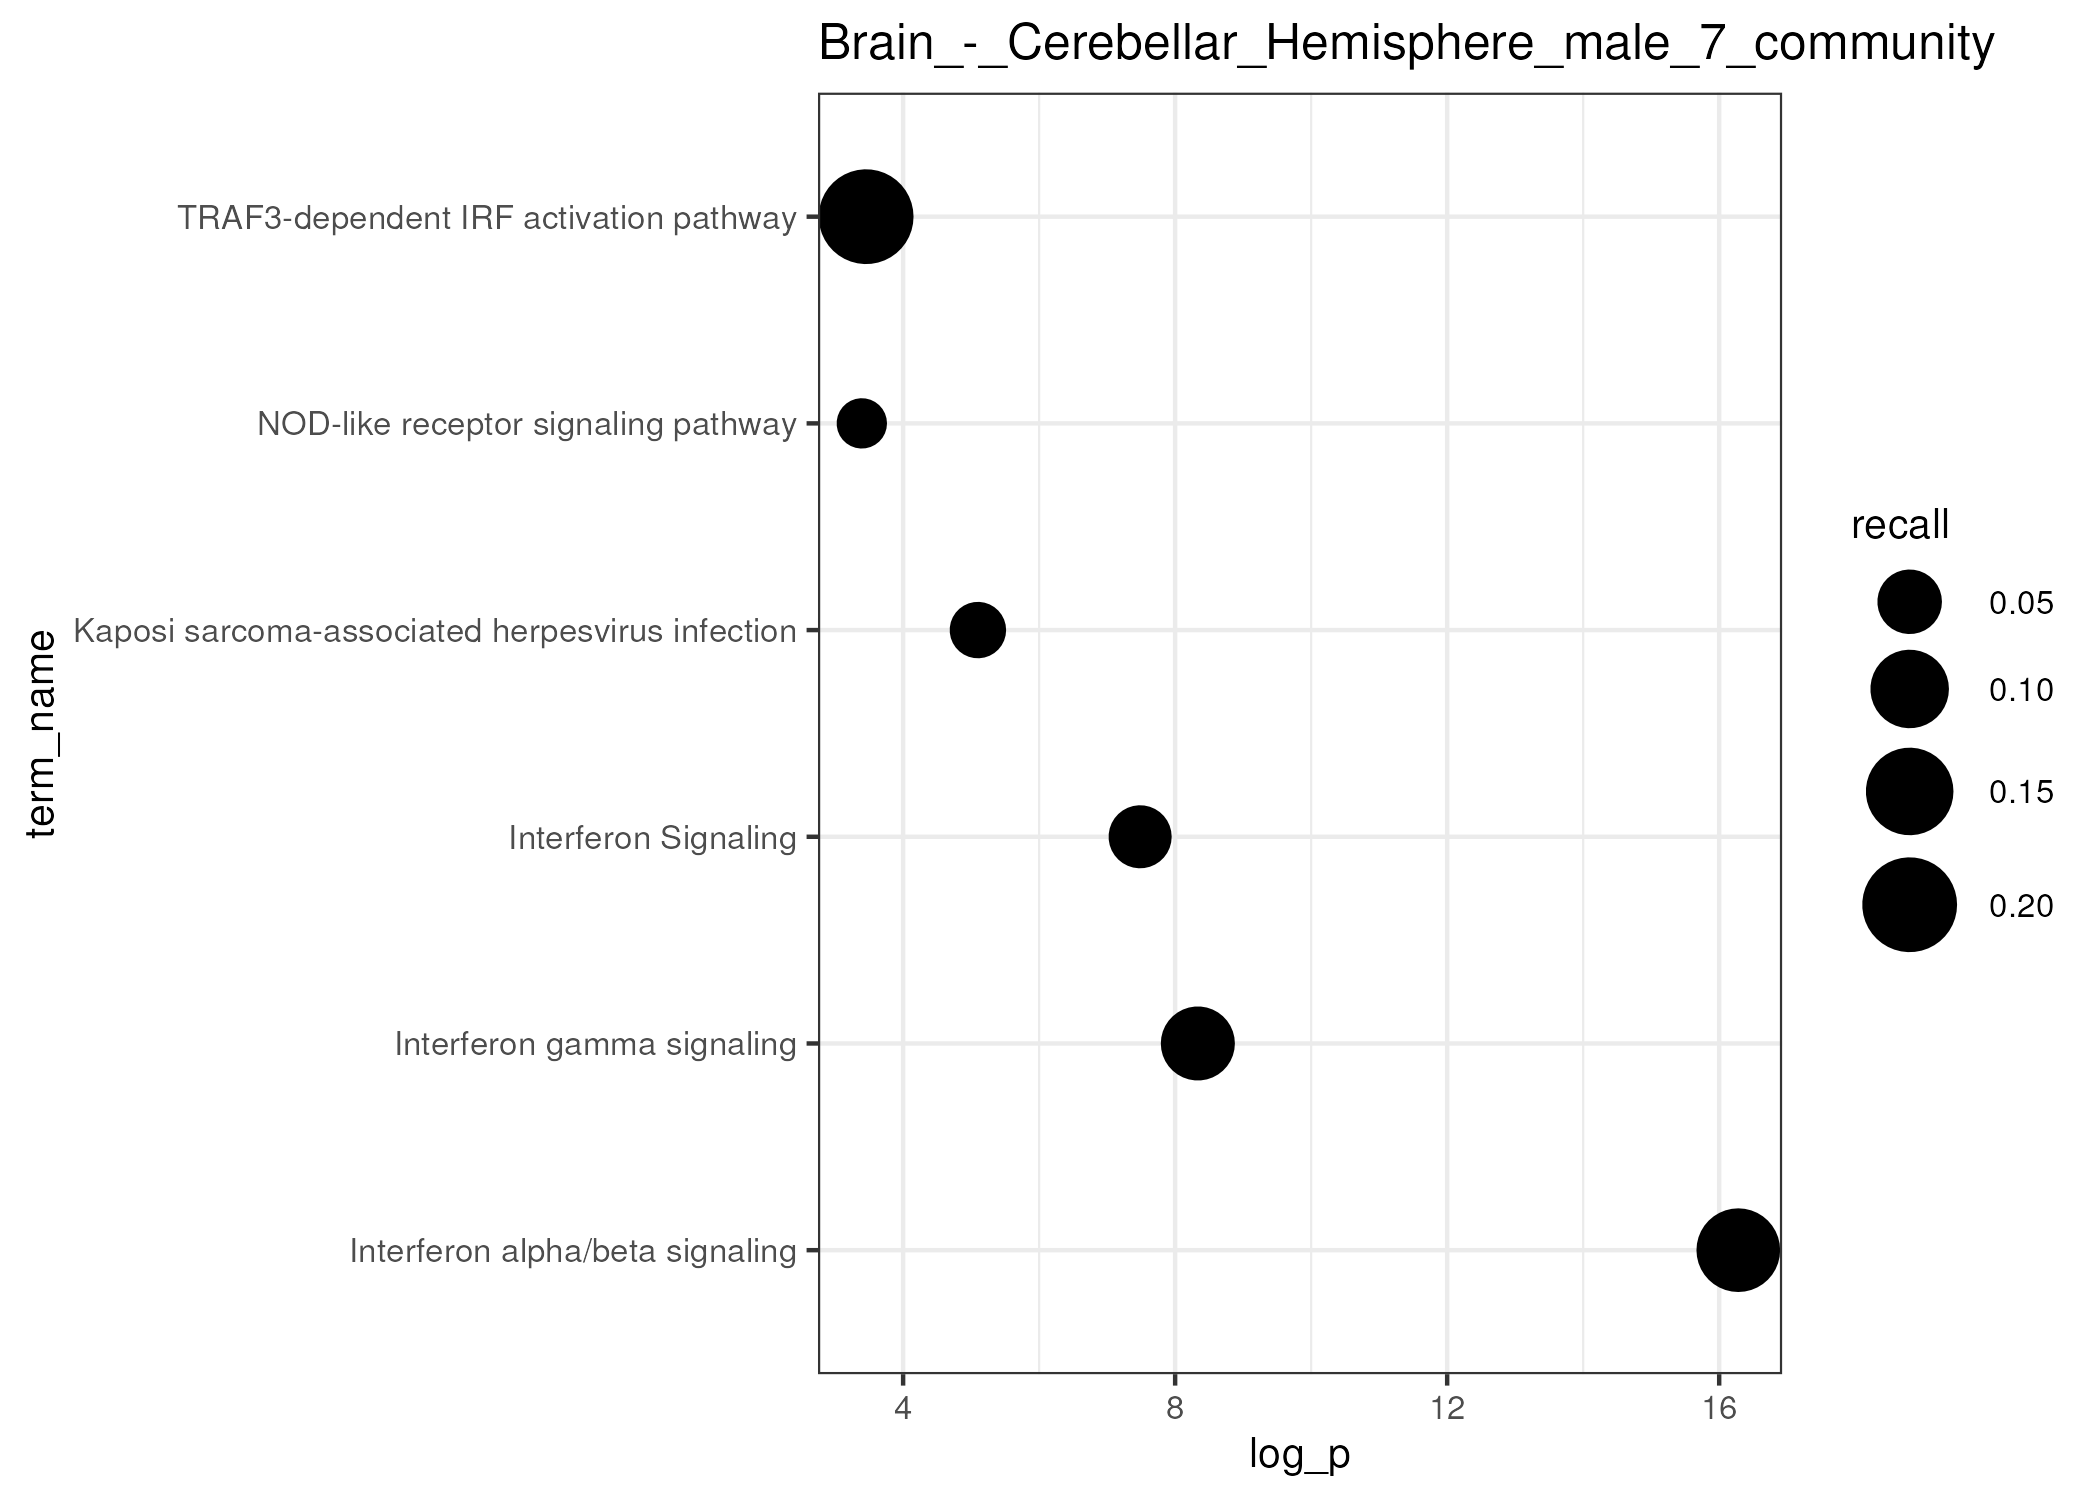 Brain_-_Cerebellar_Hemisphere_male_7_community
TRAF3-dependent IRF activation pathway
NOD-like receptor signaling pathway
Kaposi sarcoma-associated herpesvirus infection
Interferon Signaling
Interferon gamma signaling
Interferon alpha/beta signaling
term_name
4 8 12 16
log_p
recall
0.05
0.10
0.15
0.20